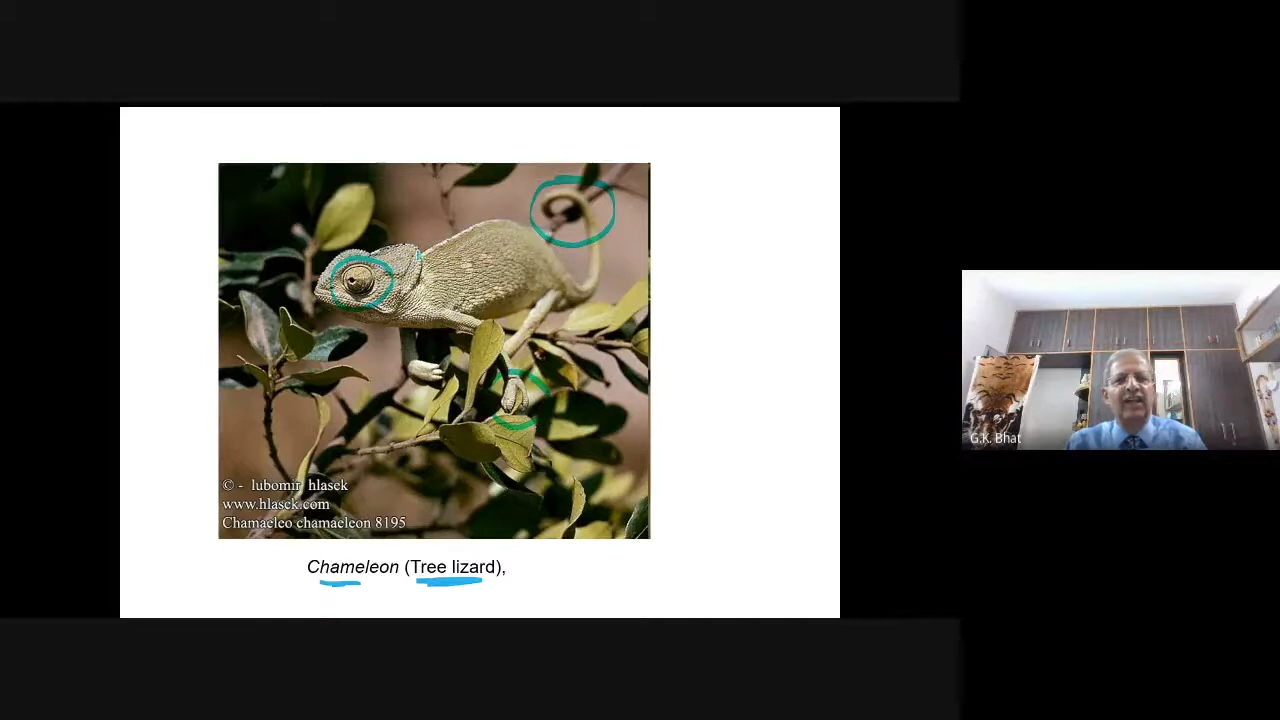 © - lubomir hlasek
www.hlasek.com
Chamaeleo chamaeleon 8195
Chameleon (Tree lizard),
G.K. Bhat